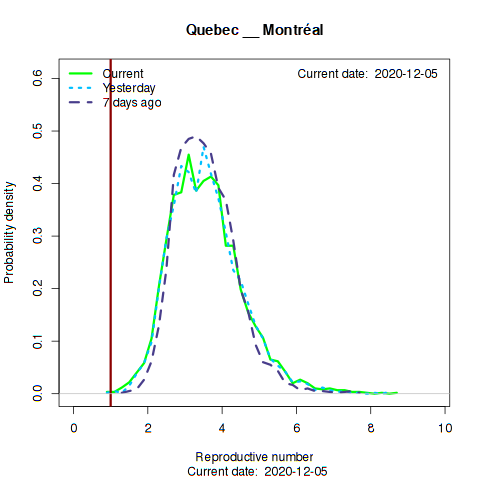 Quebec __ Montréal
Current
Yesterday
7 days ago
Current date:  2020-12-05
Probability density
0.0
0.1
0.2
0.3
0.4
0.5
0.6
0
2
4
6
8
10
Reproductive number
Current date:  2020-12-05